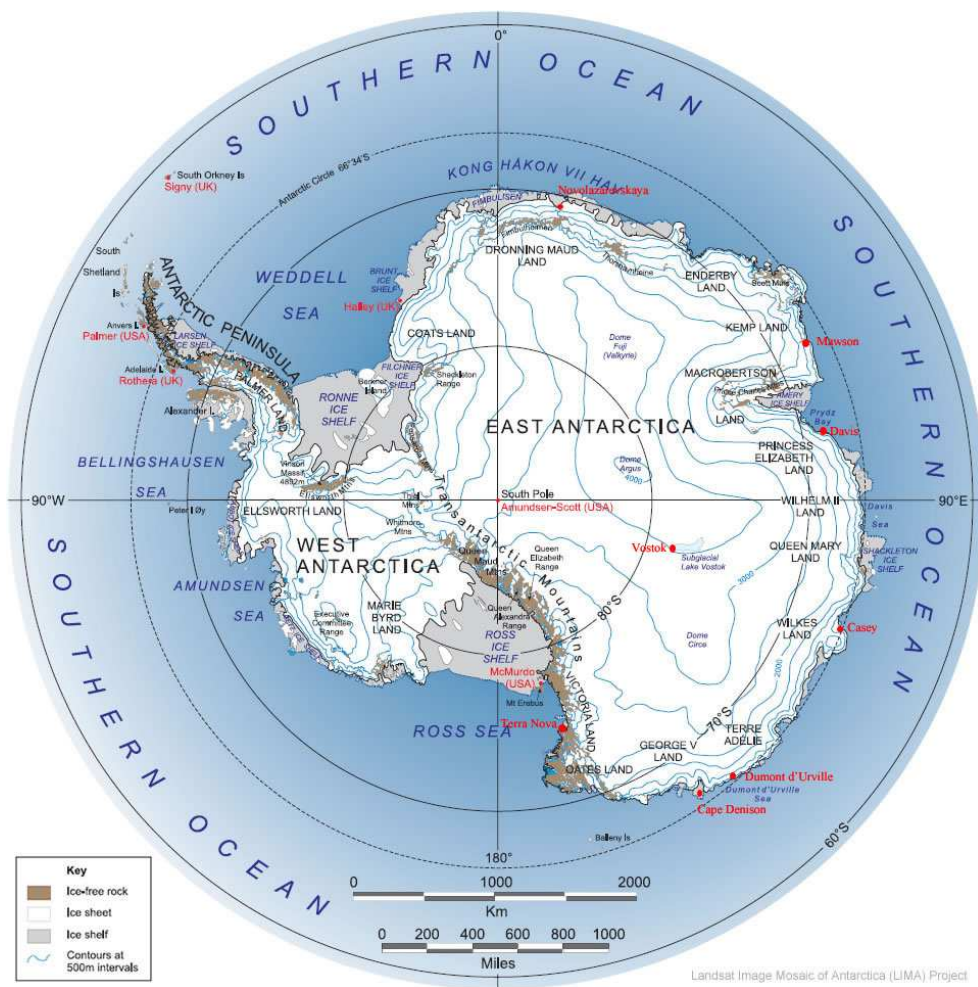 0°
SOUTHERN OCEAN
Antarctic Circle 66°34'S
KONG HÅKON VII HAV
Novolazarevskaya
FIMBULISEN
Fimbulheimen
South Orkney Is
Signy (UK)
DRONNING MAUD
LAND
Thorshavnheiane
ENDERBY
LAND
Scott Mtns
South
Shetland
Is
ANTARCTIC PENINSULA
WEDDELL
SEA
BRUNT
ICE
SHELF
Halley (UK)
COATS LAND
KEMP LAND
Mawson
Dome
Fuji
(Valkyrie)
Anvers I.
Palmer (USA)
LARSEN
ICE SHELF
Adelaide I.
Rothera (UK)
PALMER LAND
Alexander I.
FILCHNER
ICE
SHELF
Shackleton
Range
Berkner
Island
RONNE
ICE
SHELF
MACROBERTSON
LAND
AMERY
ICE SHELF
Prydz
Bay
Davis
SOUTHERN OCEAN
EAST ANTARCTICA
PRINCESS
ELIZABETH
LAND
BELLINGSHAUSEN
SEA
Vinson
Massif
4892m
Ellsworth Mtns
Dome
Argus
4000
90°W
Peter I Øy
ELLSWORTH LAND
Thiel
Mtns
Whitmore
Mtns
South Pole
Amundsen-Scott (USA)
WILHELM II
LAND
90°E
Davis
Sea
WEST
ANTARCTICA
Transantarctic Mountains
Queen
Maud
Mtns
Queen
Elizabeth
Range
Vostok
Subglacial
Lake Vostok
3000
QUEEN MARY
LAND
SHACKLETON
ICE
SHELF
AMUNDSEN
SEA
Executive
Committee
Range
MARIE
BYRD
LAND
Queen
Alexandra
Range
80°S
ROSS
ICE
SHELF
WILKES
LAND
Casey
Dome
Circe
2000
McMurdo
(USA)
Mt Erebus
VICTORIA LAND
ROSS SEA
Terra Nova
70°S
TERRE
ADELIE
GEORGE V
LAND
OATES LAND
Dumont d'Urville
Dumont d'Urville
Sea
Cape Denison
Balleny Is
60°S
SOUTHERN OCEAN
180°
Key
Ice-free rock
Ice sheet
Ice shelf
Contours at
500m intervals
0 1000 2000
Km
0 200 400 600 800 1000
Miles
Landsat Image Mosaic of Antarctica (LIMA) Project